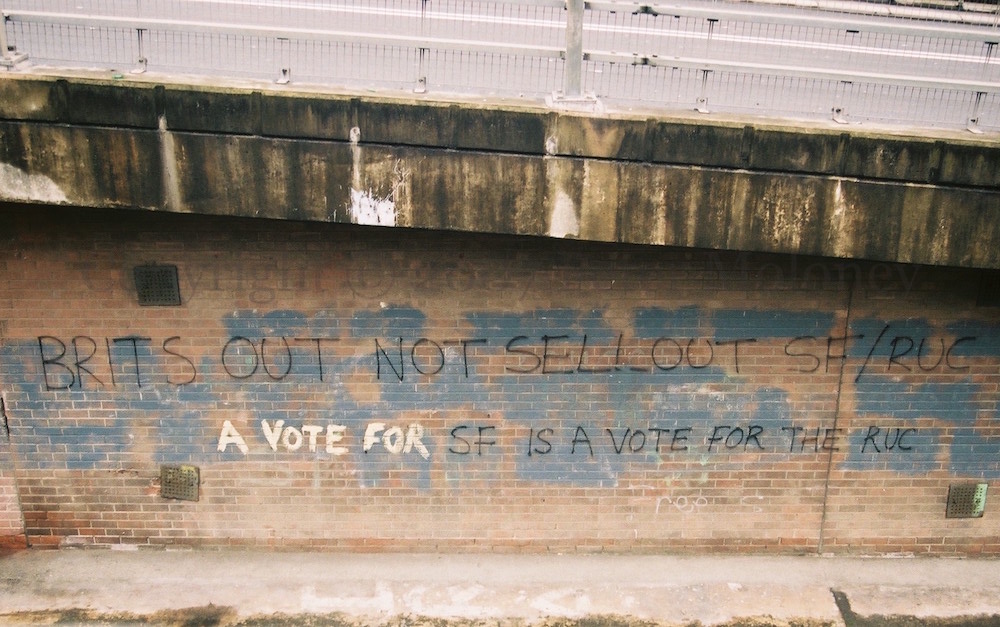 BRITS OUT NOT SELLOUT SF/RUC
A VOTE FOR SF IS A VOTE FOR THE RUC